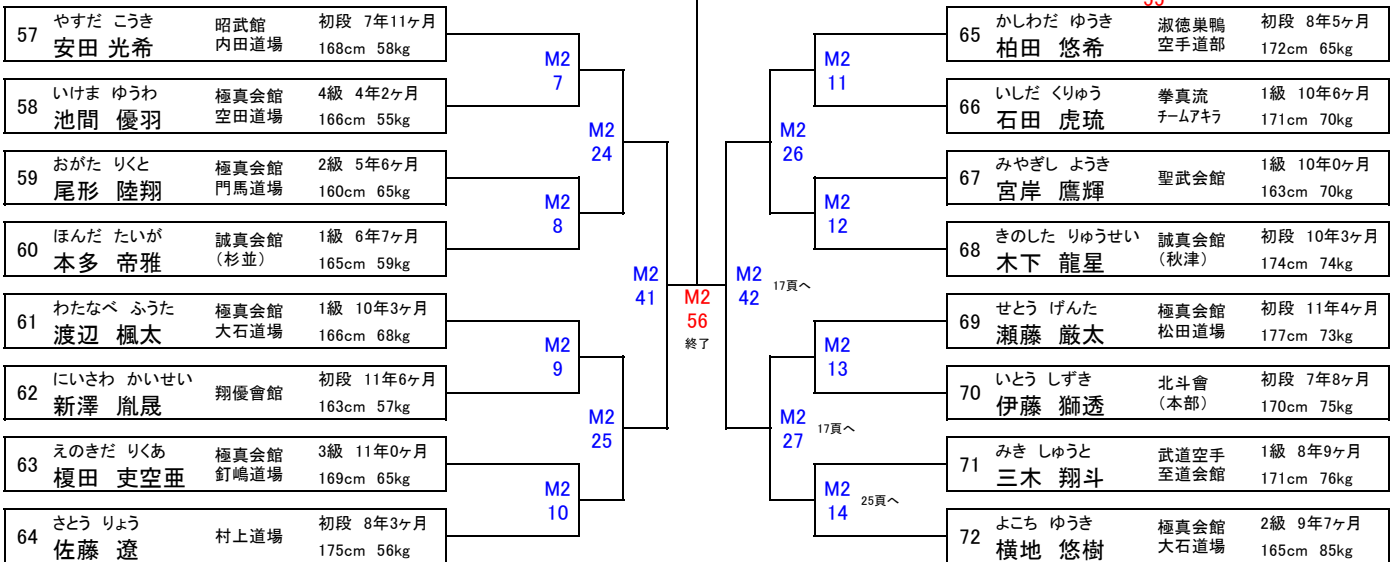 55
57 やすだ こうき 昭武館 初段 7年11ヶ月
安田 光希 内田道場 168cm 58kg
58 いけま ゆうわ 極真会館 4級 4年2ヶ月
池間 優羽 空田道場 166cm 55kg
59 おがた りくと 極真会館 2級 5年6ヶ月
尾形 陸翔 門馬道場 160cm 65kg
60 ほんだ たいが 誠真会館 1級 6年7ヶ月
本多 帝雅 (杉並) 165cm 59kg
61 わたなべ ふうた 極真会館 1級 10年3ヶ月
渡辺 楓太 大石道場 166cm 68kg
62 にいさわ かいせい 翔優會館 初段 11年6ヶ月
新澤 胤晟 163cm 57kg
63 えのきだ りくあ 極真会館 3級 11年0ヶ月
榎田 吏空亜 釘嶋道場 169cm 65kg
64 さとう りょう 村上道場 初段 8年3ヶ月
佐藤 遼 175cm 56kg
M2
7
M2
8
M2
9
M2
10
M2
24
M2
25
M2
41
M2
56
終了
M2
42 17頁へ
M2
26
M2
27 17頁へ
M2
11
M2
12
M2
13
M2
14 25頁へ
65 かしわだ ゆうき 淑徳巣鴨 初段 8年5ヶ月
柏田 悠希 空手道部 172cm 65kg
66 いしだ くりゅう 拳真流 1級 10年6ヶ月
石田 虎琉 チームアキラ 171cm 70kg
67 みやぎし ようき 聖武会館 1級 10年0ヶ月
宮岸 鷹輝 163cm 70kg
68 きのした りゅうせい 誠真会館 初段 10年3ヶ月
木下 龍星 (秋津) 174cm 74kg
69 せとう げんた 極真会館 初段 11年4ヶ月
瀬藤 厳太 松田道場 177cm 73kg
70 いとう しずき 北斗會 初段 7年8ヶ月
伊藤 獅透 (本部) 170cm 75kg
71 みき しゅうと 武道空手 1級 8年9ヶ月
三木 翔斗 至道会館 171cm 76kg
72 よこち ゆうき 極真会館 2級 9年7ヶ月
横地 悠樹 大石道場 165cm 85kg